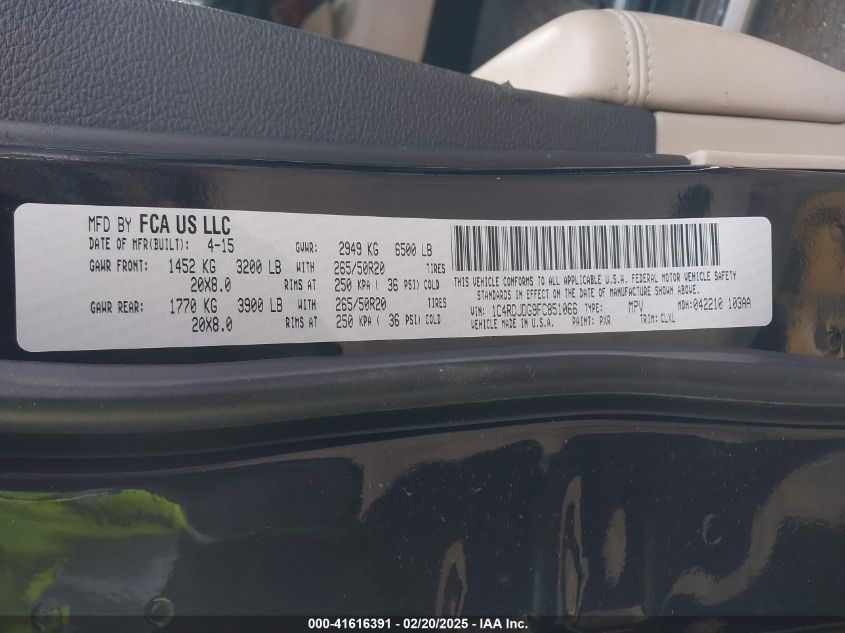 MFD BY FCA US LLC
DATE OF MFR(BUILT): 4-15 GVWR: 2949 KG 6500 LB
GAWR FRONT: 1452 KG 3200 LB WITH 265/50R20 TIRES
20X8.0 RIMS AT 250 KPA ( 36 PSI) COLD
GAWR REAR: 1770 KG 3900 LB WITH 265/50R20 TIRES
20X8.0 RIMS AT 250 KPA ( 36 PSI) COLD
THIS VEHICLE CONFORMS TO ALL APPLICABLE U.S.A. FEDERAL MOTOR VEHICLE SAFETY
STANDARDS IN EFFECT ON THE DATE OF MANUFACTURE SHOWN ABOVE.
VIN: 1C4RDJDG9FC851066 TYPE: MPV MDH:042210 103AA
VEHICLE MADE IN U.S.A. PAINT: PXR TRIM: CLXL
000-41616391 - 02/20/2025 - IAA Inc.